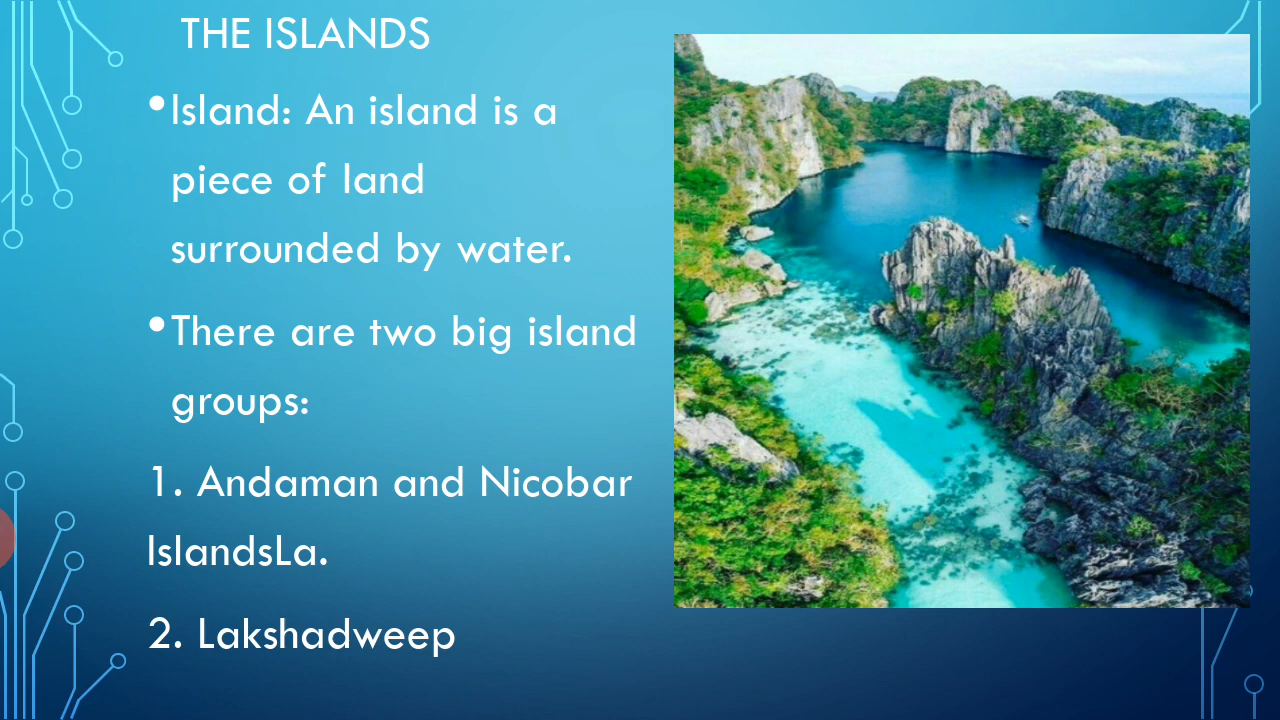 THE ISLANDS
•Island: An island is a
piece of land
surrounded by water.
•There are two big island
groups:
1. Andaman and Nicobar
IslandsLa.
2. Lakshadweep